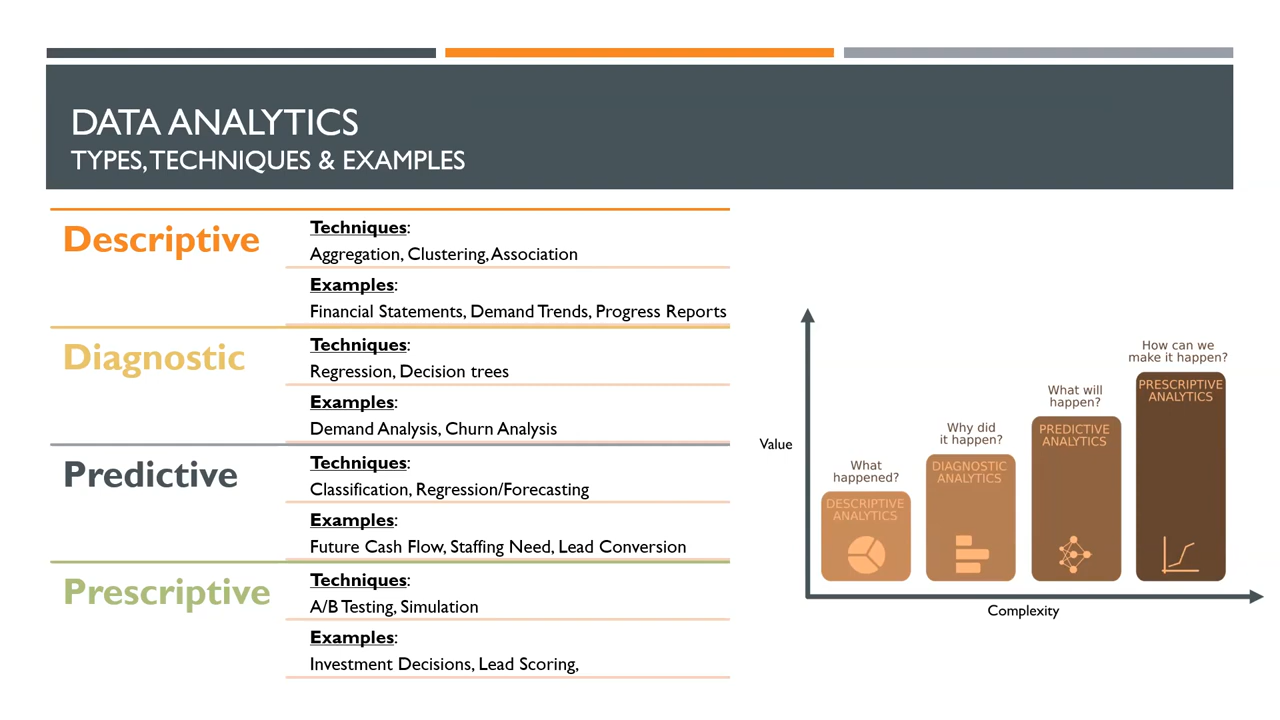 DATA ANALYTICS
TYPES, TECHNIQUES & EXAMPLES
Descriptive
Techniques:
Aggregation, Clustering, Association
Examples:
Financial Statements, Demand Trends, Progress Reports
Diagnostic
Techniques:
Regression, Decision trees
Examples:
Demand Analysis, Churn Analysis
Predictive
Techniques:
Classification, Regression/Forecasting
Examples:
Future Cash Flow, Staffing Need, Lead Conversion
Prescriptive
Techniques:
A/B Testing, Simulation
Examples:
Investment Decisions, Lead Scoring,
Value
What
happened?
DESCRIPTIVE
ANALYTICS
Why did
it happen?
DIAGNOSTIC
ANALYTICS
What will
happen?
PREDICTIVE
ANALYTICS
How can we
make it happen?
PRESCRIPTIVE
ANALYTICS
Complexity